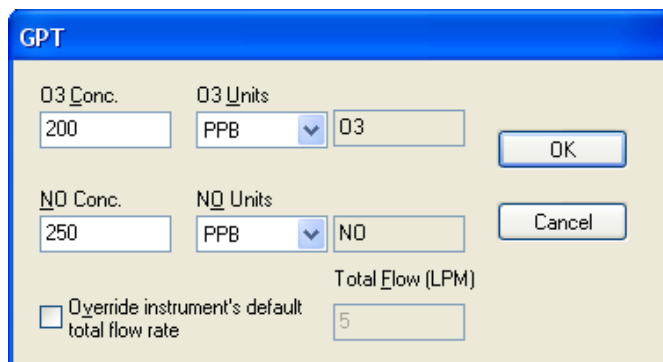 GPT
O3 Conc. O3 Units
200 PPB O3
OK
NO Conc. NO Units
250 PPB NO
Cancel
Total Flow (LPM)
Override instrument's default
total flow rate
5